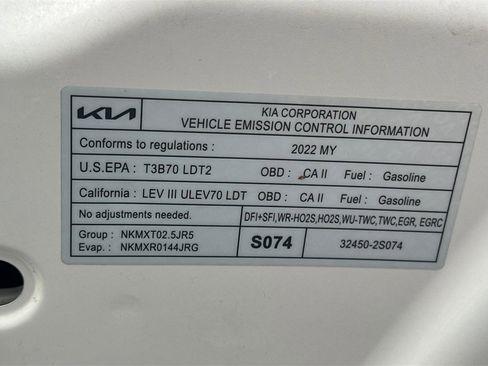 KIA
KIA CORPORATION
VEHICLE EMISSION CONTROL INFORMATION
Conforms to regulations : 2022 MY
U.S.EPA : T3B70 LDT2 OBD : CA II Fuel : Gasoline
California : LEV III ULEV70 LDT OBD : CA II Fuel : Gasoline
No adjustments needed. DFI+SFI,WR-HO2S,HO2S,WU-TWC,TWC,EGR, EGRC
Group : NKMXT02.5JR5
Evap. : NKMXR0144JRG
S074 32450-2S074